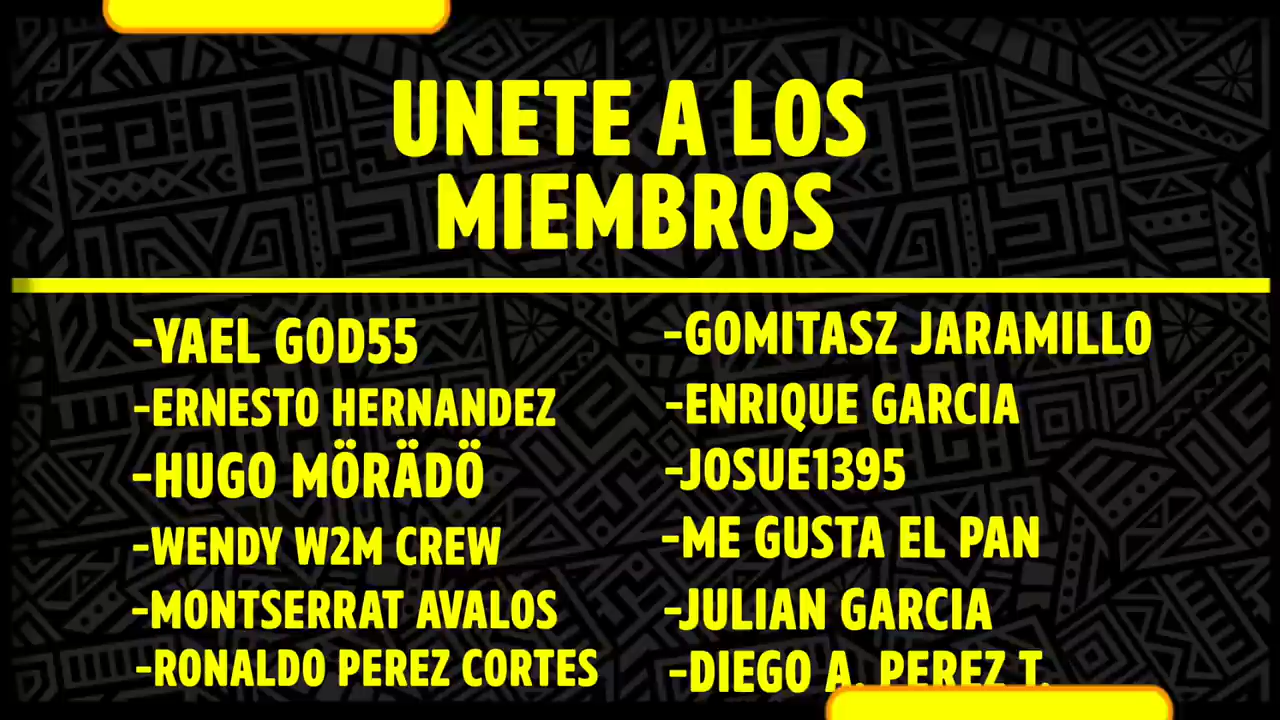 UNETE A LOS
MIEMBROS
-YAEL GOD55
-ERNESTO HERNANDEZ
-HUGO MÖRÄDÖ
-WENDY W2M CREW
-MONTSERRAT AVALOS
-RONALDO PEREZ CORTES
-GOMITASZ JARAMILLO
-ENRIQUE GARCIA
-JOSUE1395
-ME GUSTA EL PAN
-JULIAN GARCIA
-DIEGO A. PEREZ T.